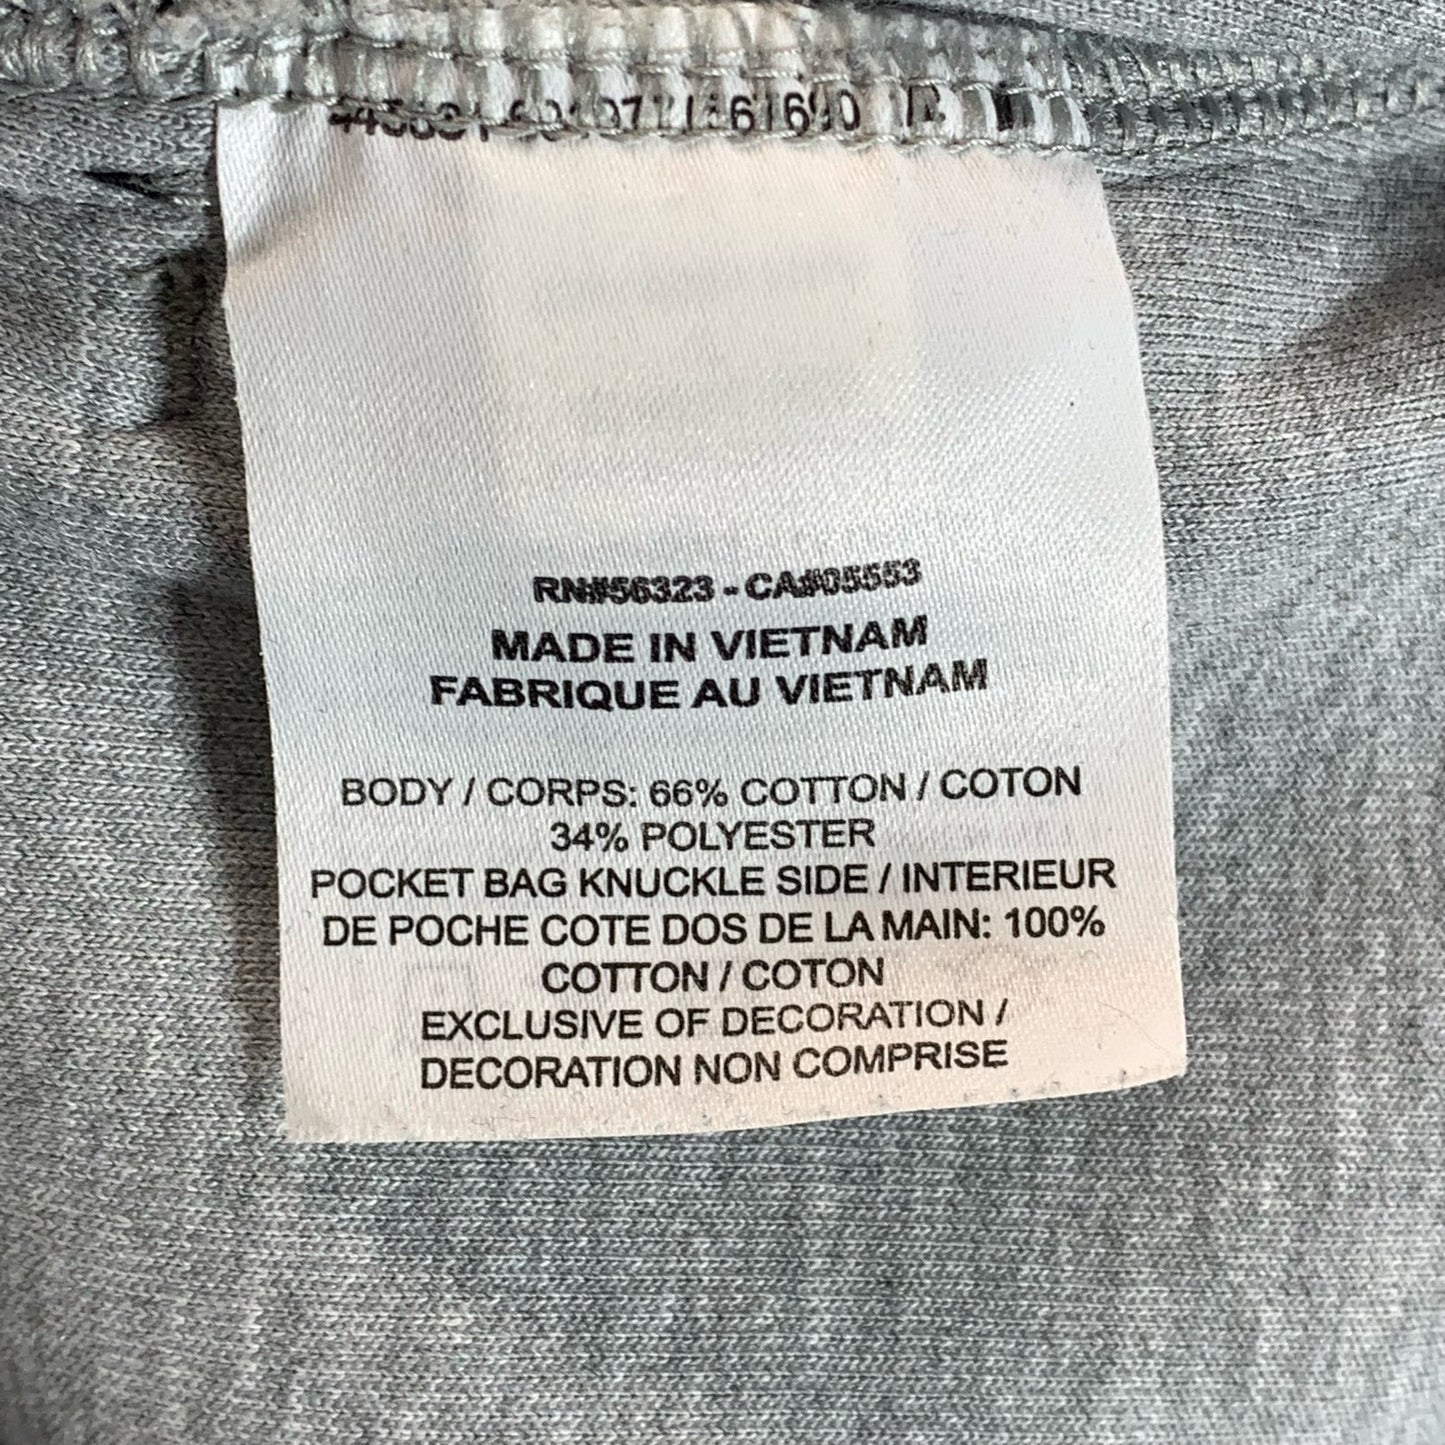 RN#56323 - CA#05553
MADE IN VIETNAM
FABRIQUE AU VIETNAM
BODY / CORPS: 66% COTTON / COTON
34% POLYESTER
POCKET BAG KNUCKLE SIDE / INTERIEUR
DE POCHE COTE DOS DE LA MAIN: 100%
COTTON / COTON
EXCLUSIVE OF DECORATION /
DECORATION NON COMPRISE